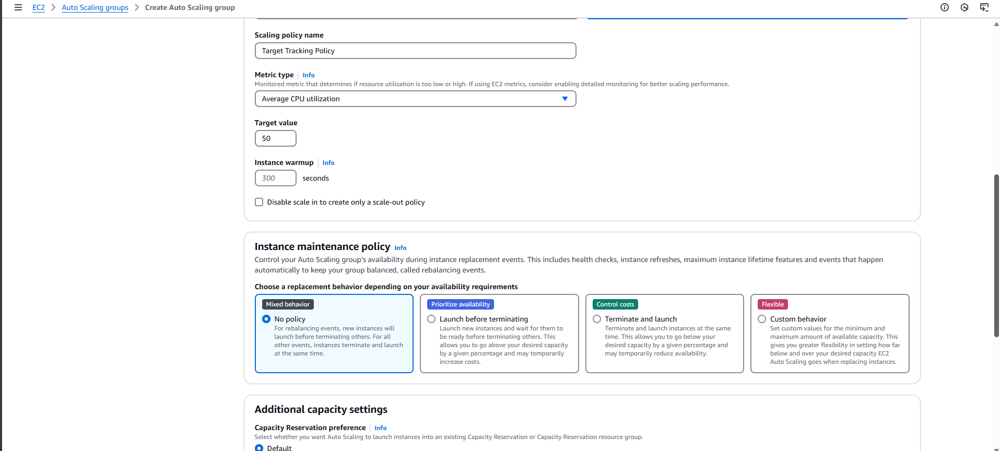 EC2 > Auto Scaling groups > Create Auto Scaling group
Scaling policy name
Target Tracking Policy
Metric type Info
Monitored metric that determines if resource utilization is too low or high. If using EC2 metrics, consider enabling detailed monitoring for better scaling performance.
Average CPU utilization
Target value
50
Instance warmup Info
300 seconds
Disable scale in to create only a scale-out policy
Instance maintenance policy Info
Control your Auto Scaling group's availability during instance replacement events. This includes health checks, instance refreshes, maximum instance lifetime features and events that happen
automatically to keep your group balanced, called rebalancing events.
Choose a replacement behavior depending on your availability requirements
Mixed behavior
No policy
For rebalancing events, new instances will
launch before terminating others. For all
other events, instances terminate and launch
at the same time.
Prioritize availability
Launch before terminating
Launch new instances and wait for them to
be ready before terminating others. This
allows you to go above your desired capacity
by a given percentage and may temporarily
increase costs.
Control costs
Terminate and launch
Terminate and launch instances at the same
time. This allows you to go below your
desired capacity by a given percentage and
may temporarily reduce availability.
Flexible
Custom behavior
Set custom values for the minimum and
maximum amount of available capacity. This
gives you greater flexibility in setting how far
below and over your desired capacity EC2
Auto Scaling goes when replacing instances.
Additional capacity settings
Capacity Reservation preference Info
Select whether you want Auto Scaling to launch instances into an existing Capacity Reservation or Capacity Reservation resource group.
Default